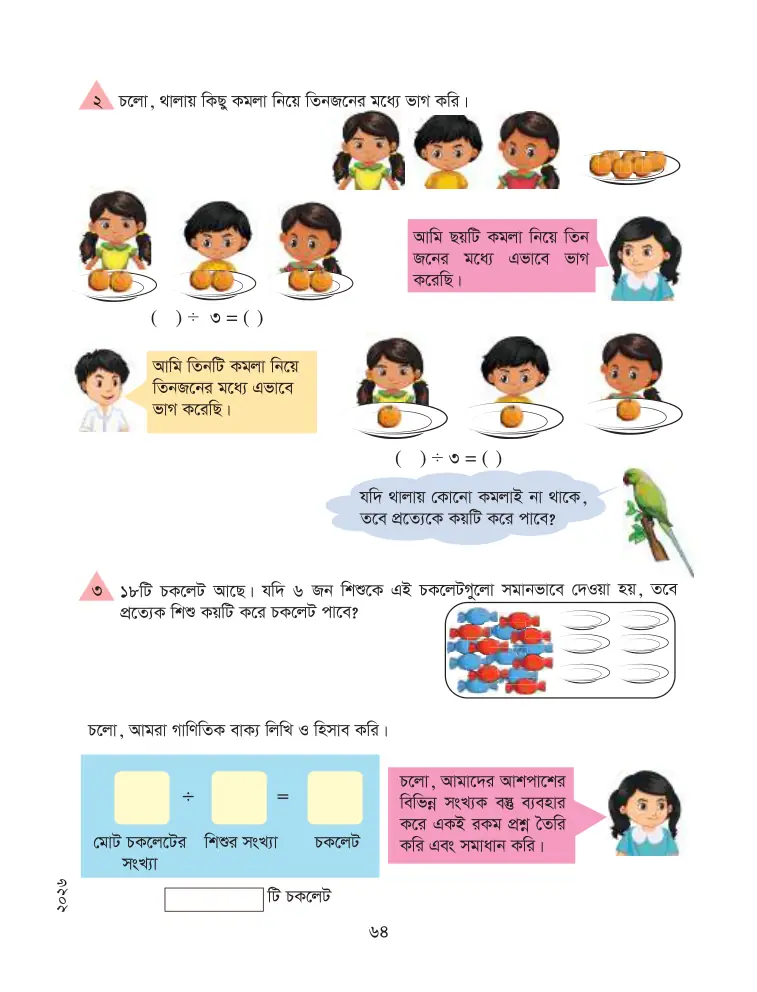 ২ চলো, থালায় কিছু কমলা নিয়ে তিনজনের মধ্যে ভাগ করি।
আমি ছয়টি কমলা নিয়ে তিন
জনের মধ্যে এভাবে ভাগ
করেছি।
( ) ÷ ৩ = ( )
আমি তিনটি কমলা নিয়ে
তিনজনের মধ্যে এভাবে
ভাগ করেছি।
( ) ÷ ৩ = ( )
যদি থালায় কোনো কমলাই না থাকে,
তবে প্রত্যেকে কয়টি করে পাবে?
৩ ১৮টি চকলেট আছে। যদি ৬ জন শিশুকে এই চকলেটগুলো সমানভাবে দেওয়া হয়, তবে
প্রত্যেক শিশু কয়টি করে চকলেট পাবে?
চলো, আমরা গাণিতিক বাক্য লিখি ও হিসাব করি।
÷ =
মোট চকলেটের শিশুর সংখ্যা চকলেট
সংখ্যা
টি চকলেট
চলো, আমাদের আশপাশের
বিভিন্ন সংখ্যক বস্তু ব্যবহার
করে একই রকম প্রশ্ন তৈরি
করি এবং সমাধান করি।
২০২৬
৬৪